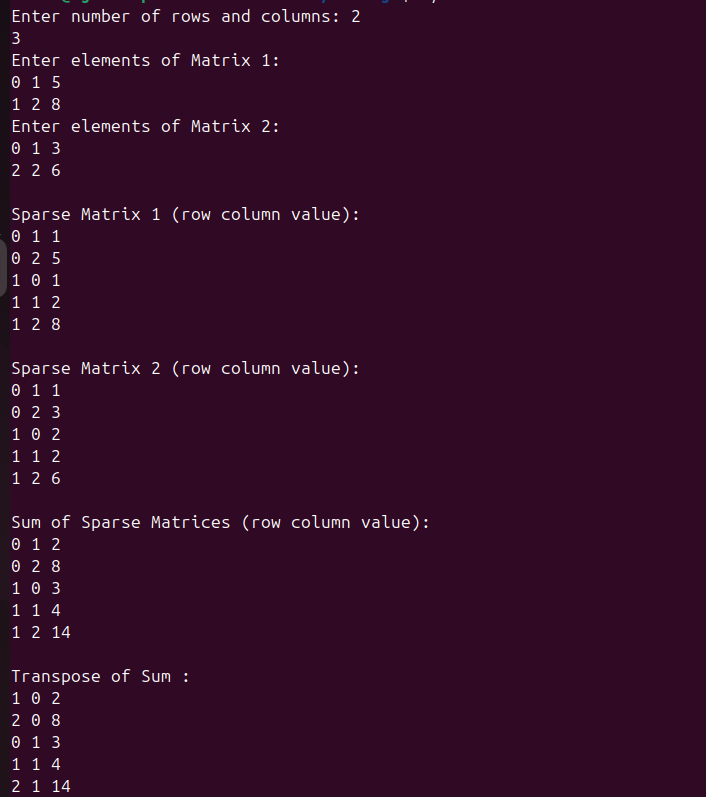 Enter number of rows and columns: 2
3
Enter elements of Matrix 1:
0 1 5
1 2 8
Enter elements of Matrix 2:
0 1 3
2 2 6

Sparse Matrix 1 (row column value):
0 1 1
0 2 5
1 0 1
1 1 2
1 2 8

Sparse Matrix 2 (row column value):
0 1 1
0 2 3
1 0 2
1 1 2
1 2 6

Sum of Sparse Matrices (row column value):
0 1 2
0 2 8
1 0 3
1 1 4
1 2 14

Transpose of Sum :
1 0 2
2 0 8
0 1 3
1 1 4
2 1 14